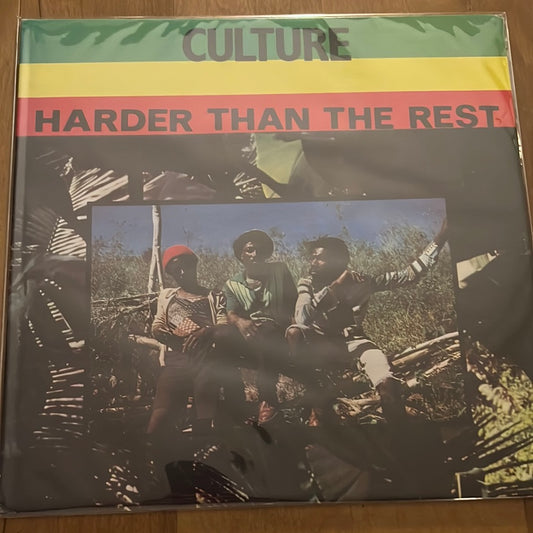 CULTURE
HARDER THAN THE REST